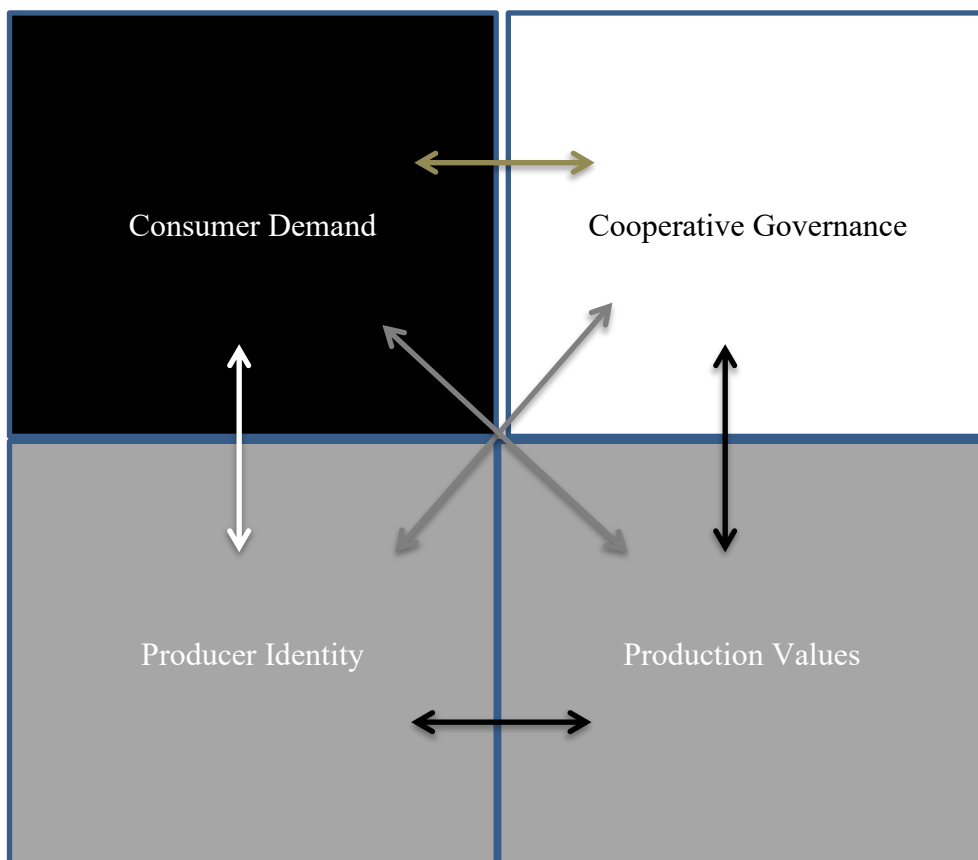 Consumer Demand
Cooperative Governance
Producer Identity
Production Values